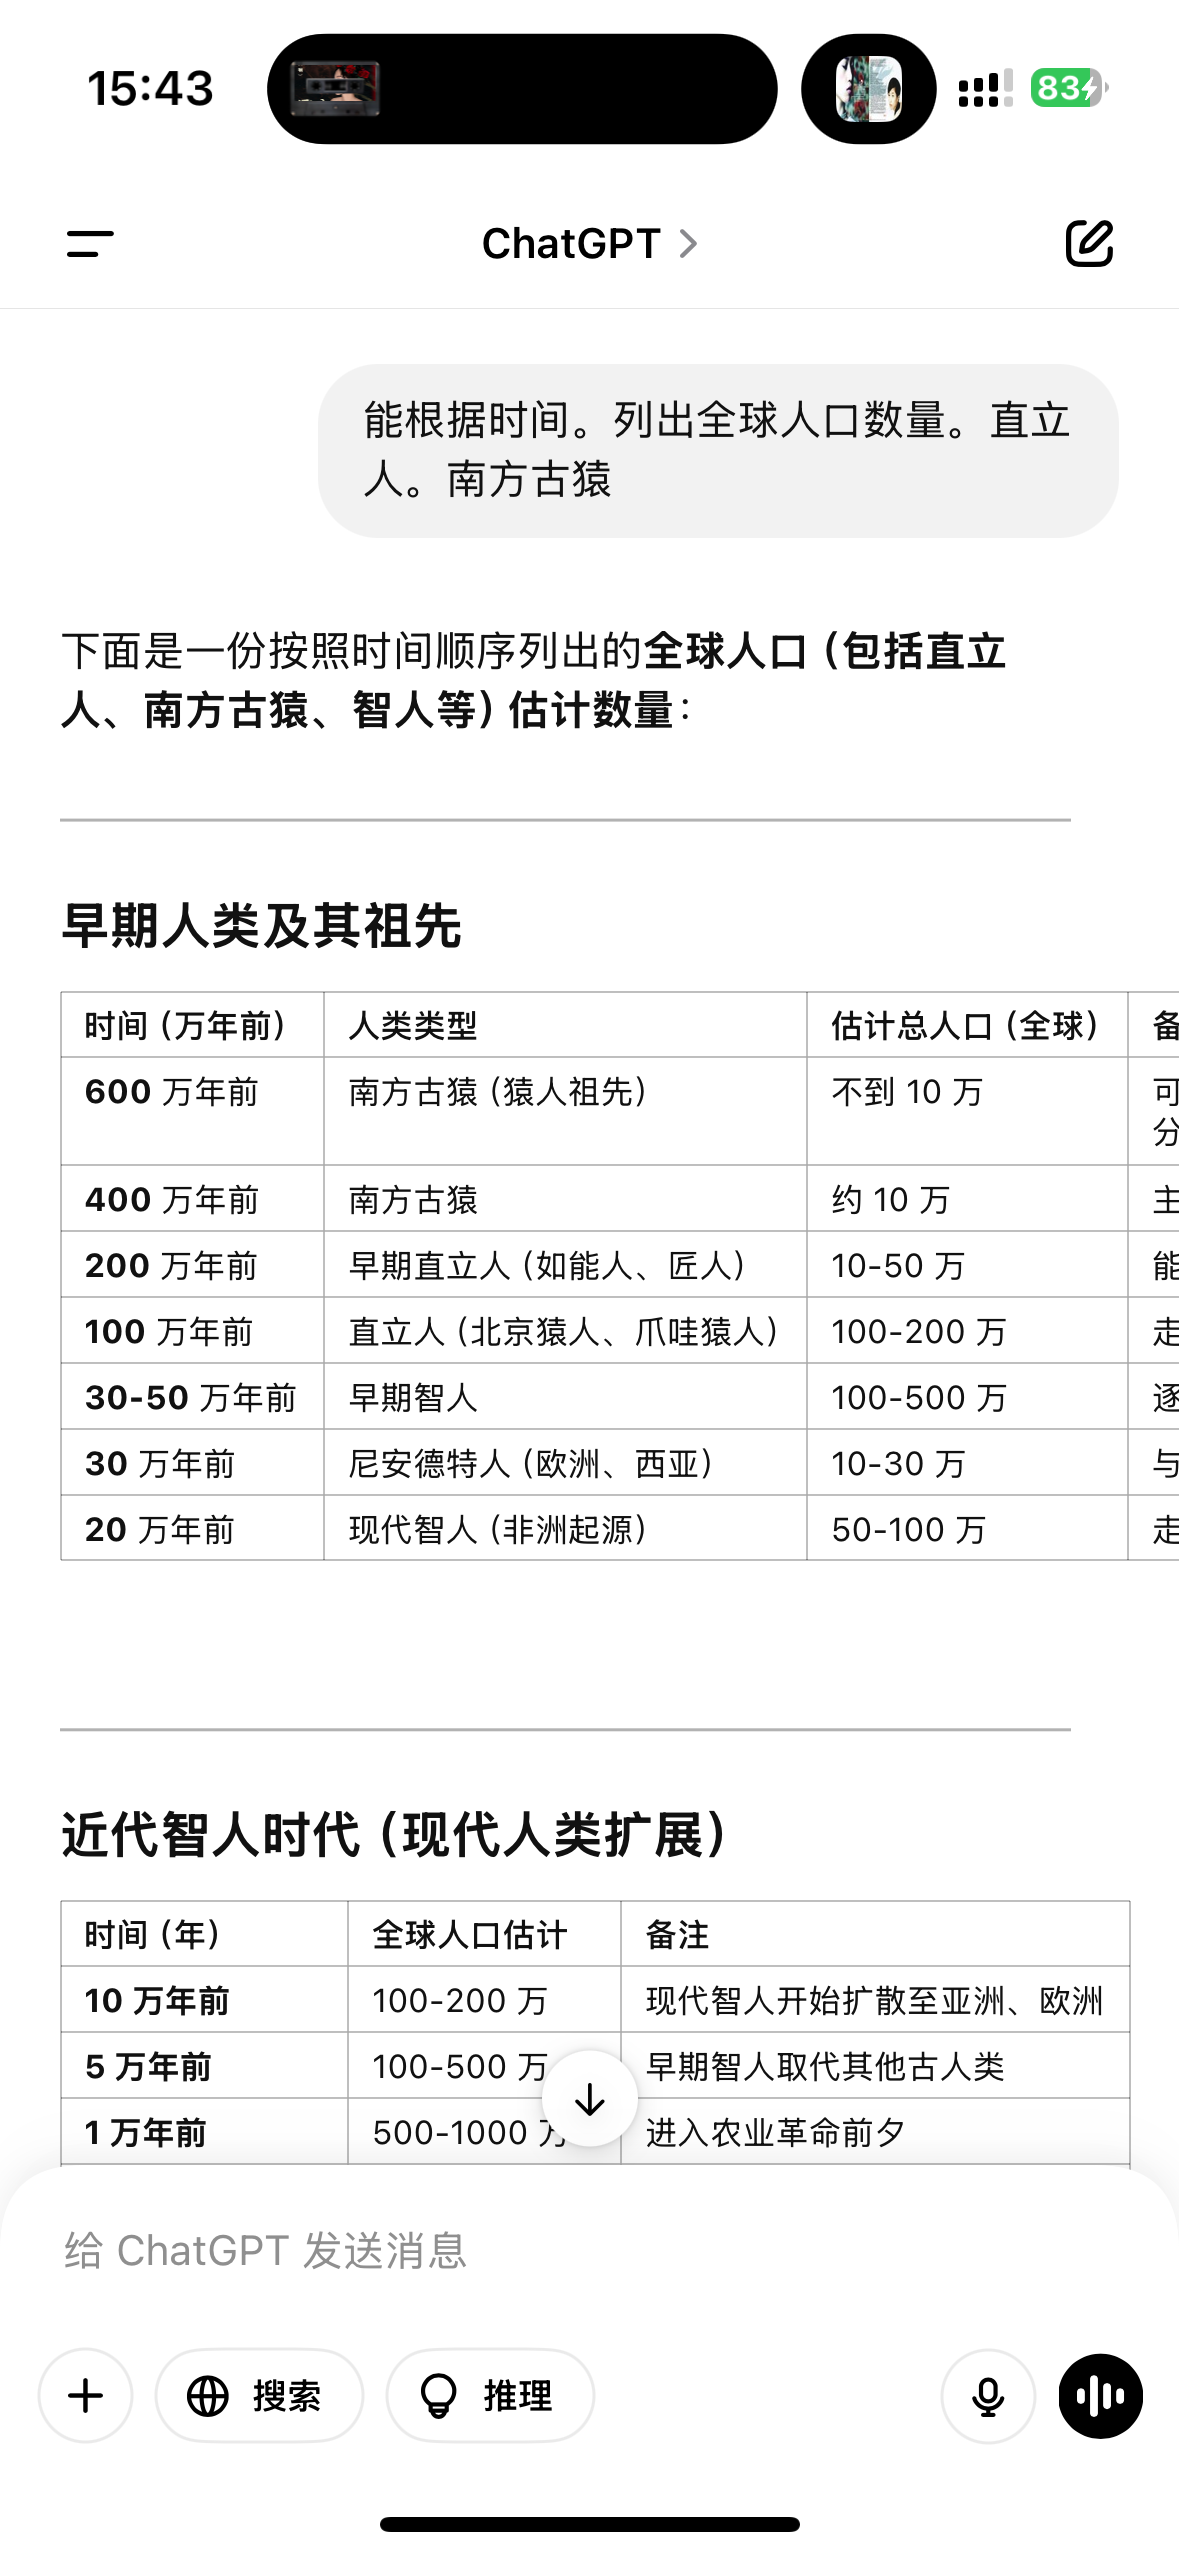 15:43
83
ChatGPT
能根据时间。列出全球人口数量。直立
人。南方古猿
下面是一份按照时间顺序列出的全球人口（包括直立
人、南方古猿、智人等）估计数量：
早期人类及其祖先
时间（万年前） 人类类型 估计总人口（全球） 备
600 万年前 南方古猿（猿人祖先） 不到 10 万 可
分
400 万年前 南方古猿 约 10 万 主
200 万年前 早期直立人（如能人、匠人） 10-50 万 能
100 万年前 直立人（北京猿人、爪哇猿人） 100-200 万 走
30-50 万年前 早期智人 100-500 万 逐
30 万年前 尼安德特人（欧洲、西亚） 10-30 万 与
20 万年前 现代智人（非洲起源） 50-100 万 走
近代智人时代（现代人类扩展）
时间（年） 全球人口估计 备注
10 万年前 100-200 万 现代智人开始扩散至亚洲、欧洲
5 万年前 100-500 万 早期智人取代其他古人类
1 万年前 500-1000 万 进入农业革命前夕
给 ChatGPT 发送消息
搜索 推理